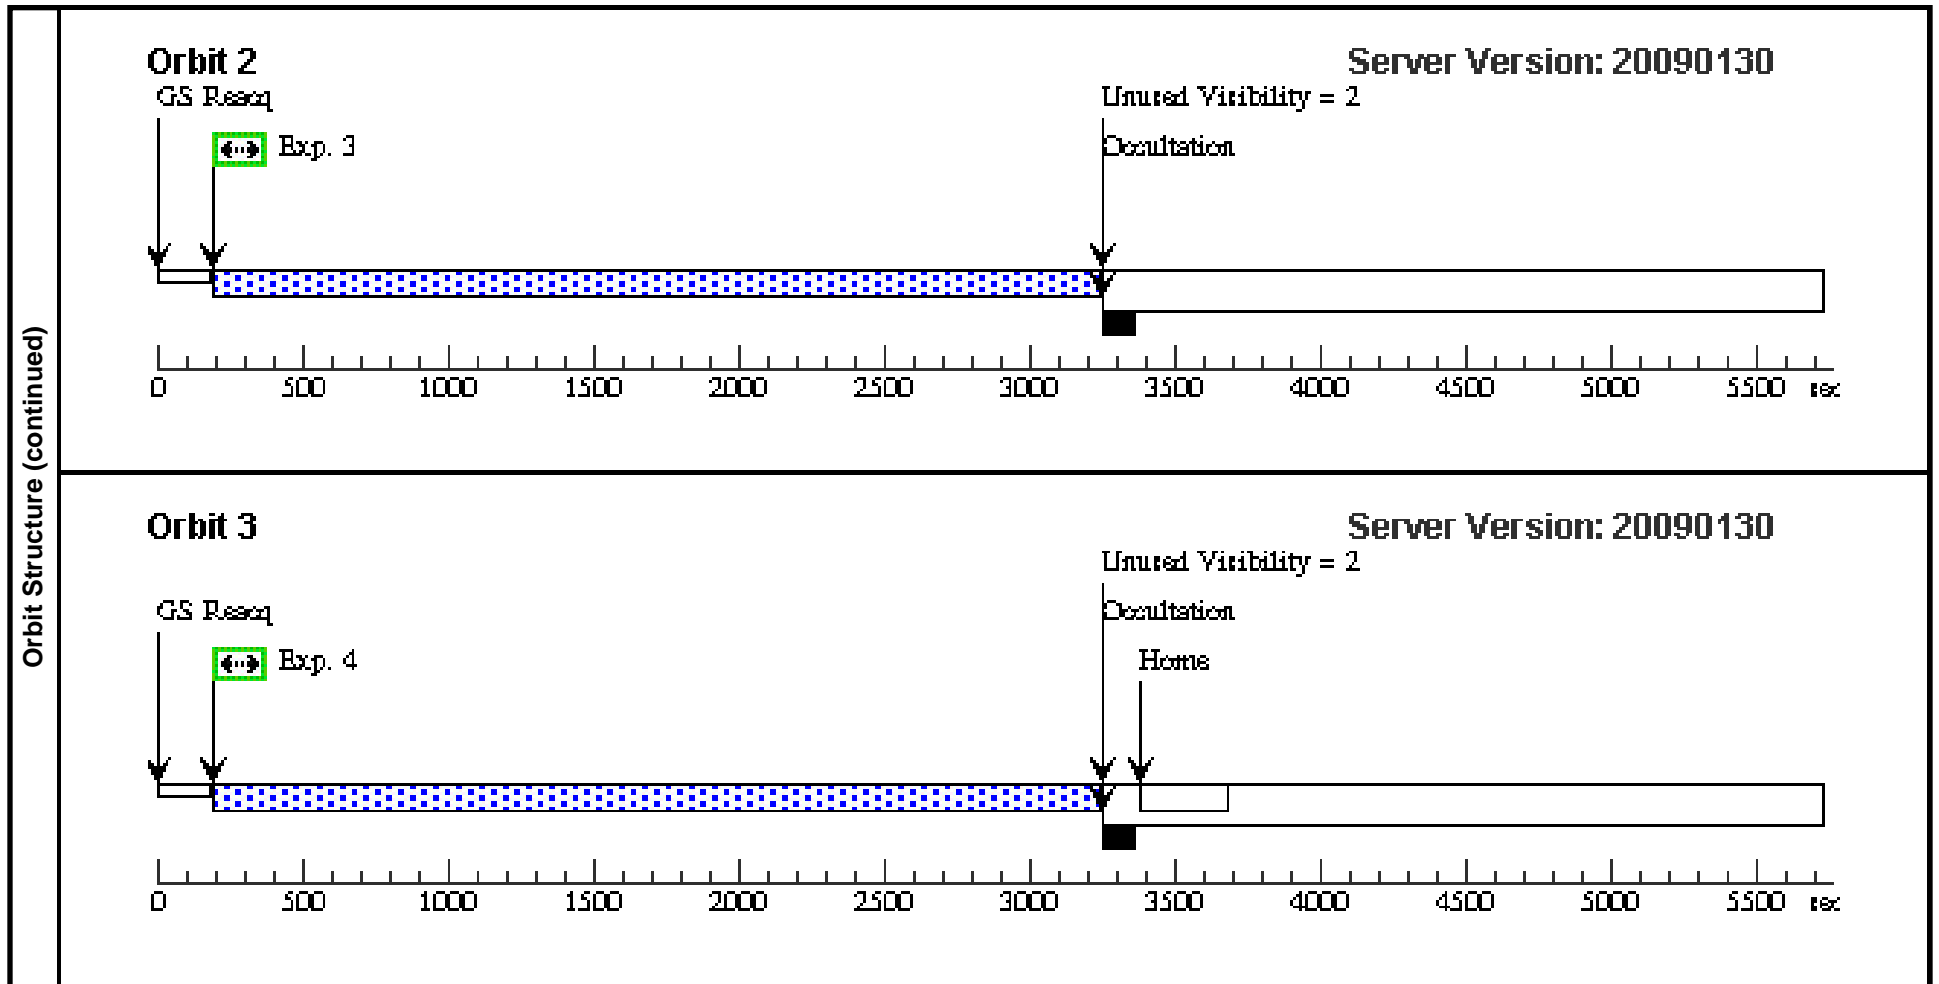 Orbit Structure (continued)
Orbit 2
Server Version: 20090130
GS Reacq
Unused Visibility = 2
Exp. 3
Occultation
0 500 1000 1500 2000 2500 3000 3500 4000 4500 5000 5500 sec
Orbit 3
Server Version: 20090130
Unused Visibility = 2
GS Reacq
Occultation
Exp. 4
Home
0 500 1000 1500 2000 2500 3000 3500 4000 4500 5000 5500 sec